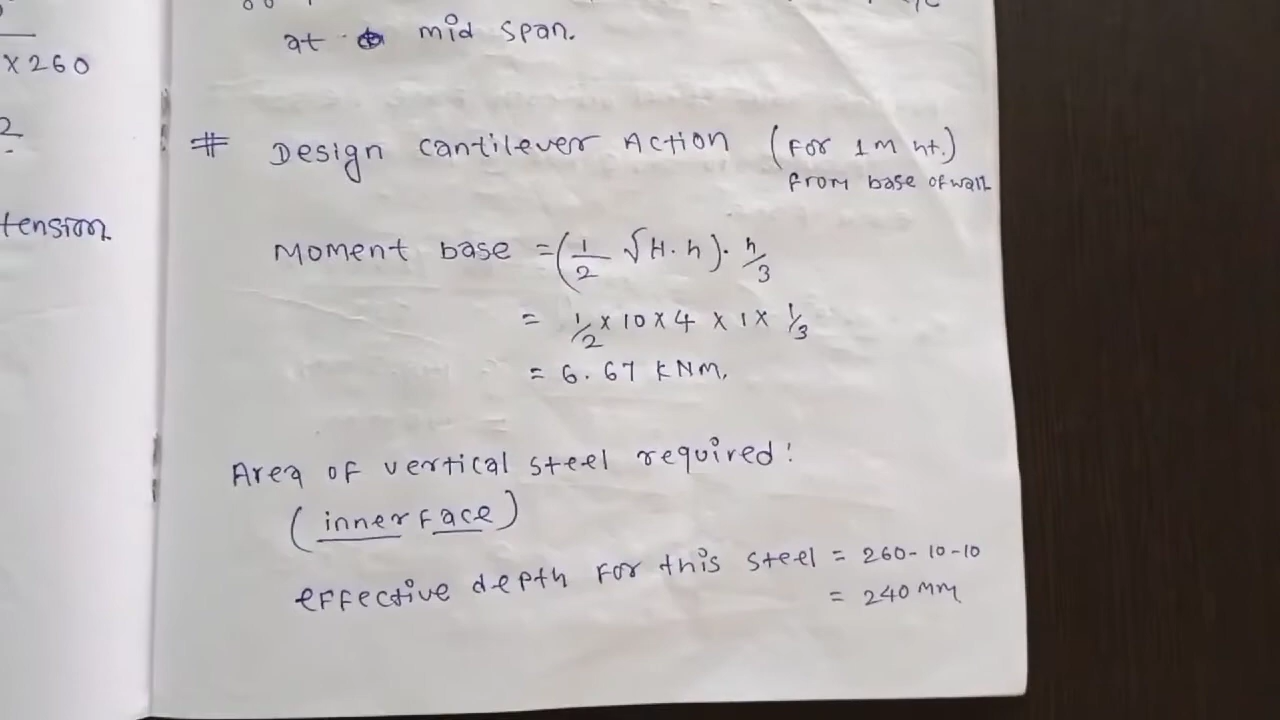 x 260
2
tension
at mid span.
# Design cantilever Action (for 1m ht.)
from base of wall
Moment base = (1/2 √H.h). h/3
= 1/2 x 10 x 4 x 1 x 1/3
= 6.67 kNm.
Area of vertical steel required:
(inner face)
effective depth for this steel = 260-10-10
= 240 mm